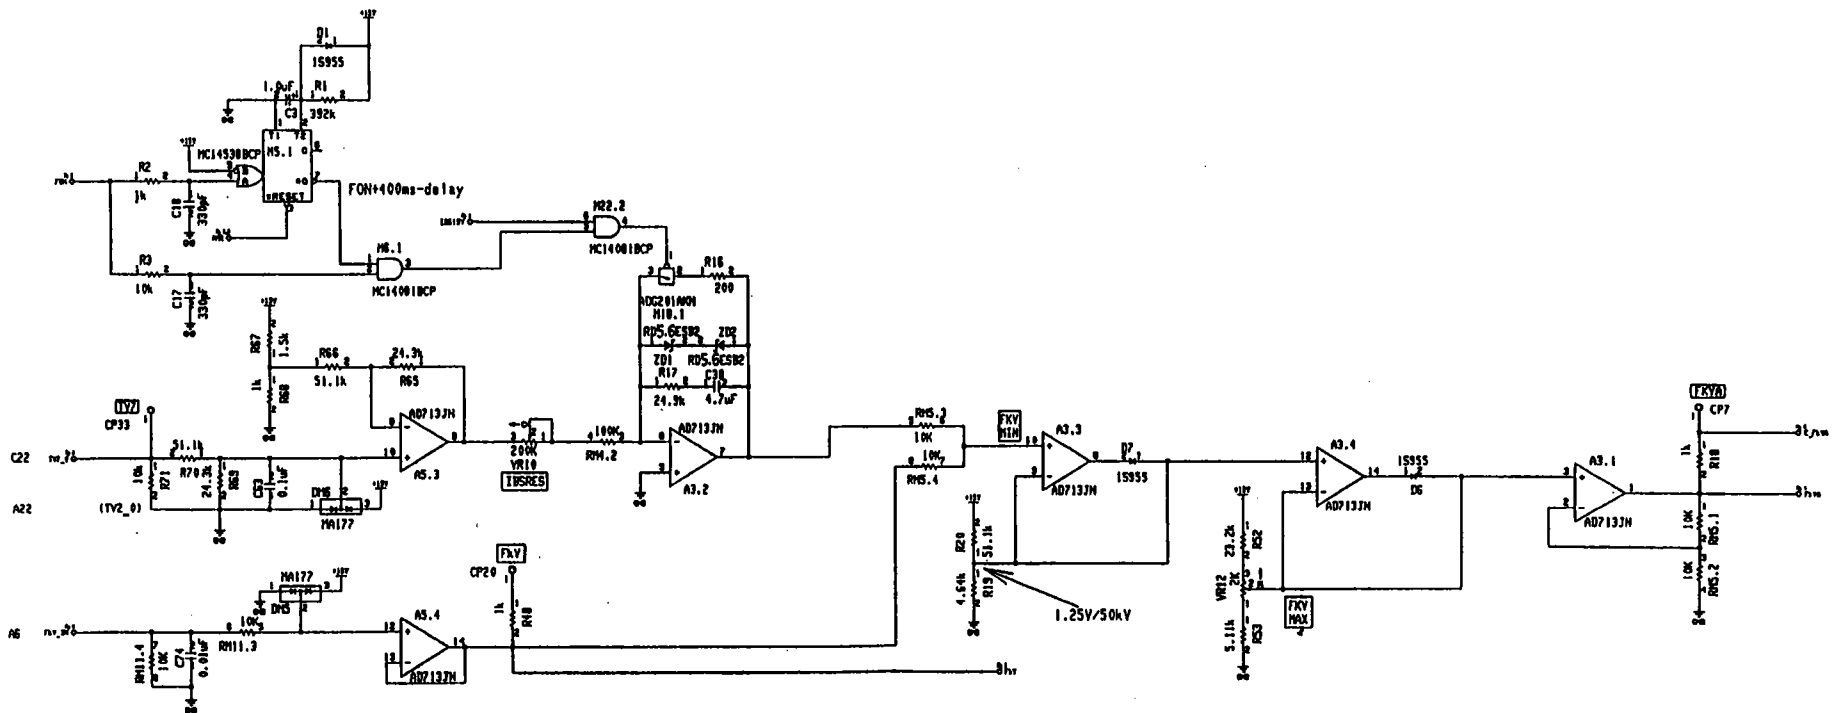 D1
1S955
1.0uF
R1
C3
392k
T1 T2
MC14538BCP
M5.1
R2
1k
B
A
Q
RESET
C18
330pF
FON+400ms-delay
M22.2
MC14081BCP
M6.1
MC14081BCP
R3
10k
C17
330pF
R16
200
M18.1
RD5.6ESB2
ZD2
ZD1
RD5.6ESB2
R17
C38
24.9k
4.7uF
R67
1.5k
R66
51.1k
24.3k
R65
1k
R68
TV2
CP33
C22
51.1k
R70
10k
R71
24.3k
R69
C63
0.1uF
DM6
MA177
A22
(TV2_0)
AD713JN
A5.3
200K
VR10
IBSRES
100K
RM4.2
AD713JN
A3.2
RM5.3
10K
10K
RM5.4
FKV
MIN
A3.3
AD713JN
D7
1S955
R20
51.1k
4.64k
R19
1.25V/50kV
A3.4
AD713JN
1S955
D6
23.2k
R52
VR12
2K
5.11k
R53
FKV
MAX
A3.1
AD713JN
FKVA
CP7
1k
R18
10K
RM5.1
10K
RM5.2
A6
MA177
DM5
10K
RM11.3
RM11.4
10K
C74
0.01uF
A5.4
AD713JN
FKV
CP20
1k
R48